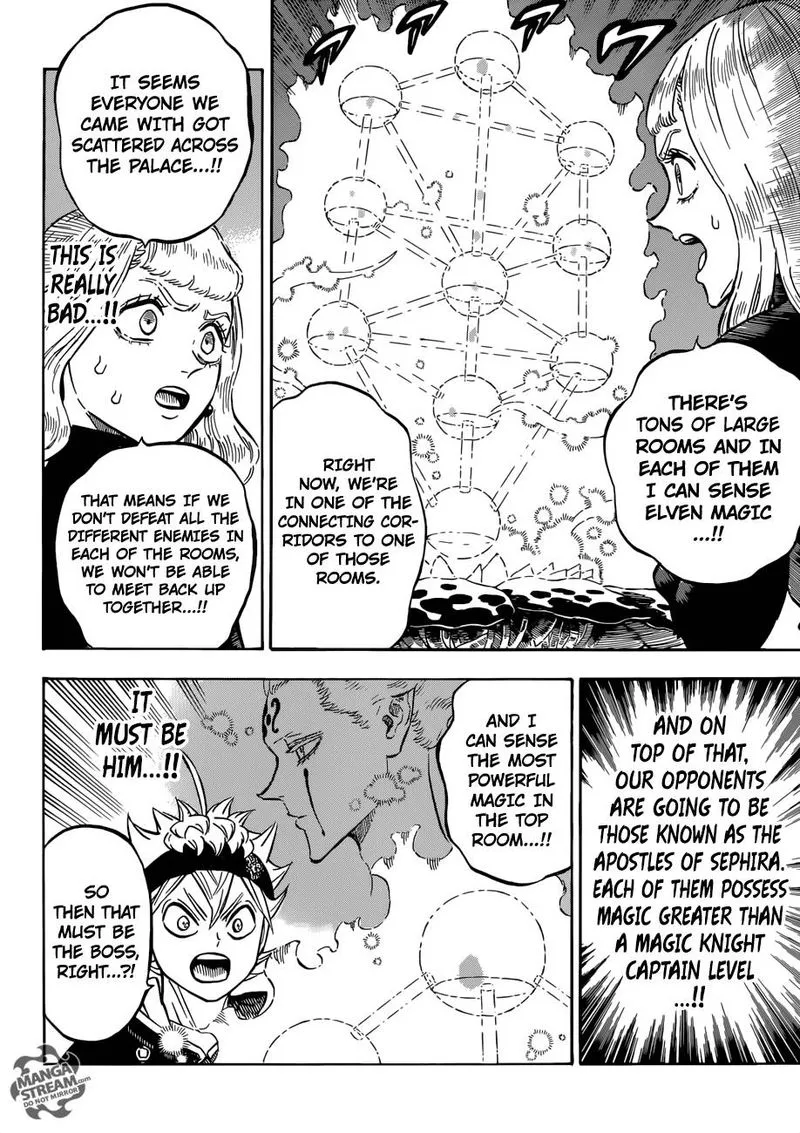 THERE'S
TONS OF LARGE
ROOMS AND IN
EACH OF THEM
I CAN SENSE
ELVEN MAGIC
...!!
RIGHT
NOW, WE'RE
IN ONE OF THE
CONNECTING COR-
RIDORS TO ONE
OF THOSE
ROOMS.
IT SEEMS
EVERYONE WE
CAME WITH GOT
SCATTERED ACROSS
THE PALACE...!!
THIS IS
REALLY
BAD...!!
THAT MEANS IF WE
DON'T DEFEAT ALL THE
DIFFERENT ENEMIES IN
EACH OF THE ROOMS,
WE WON'T BE ABLE
TO MEET BACK UP
TOGETHER...!!
AND ON
TOP OF THAT,
OUR OPPONENTS
ARE GOING TO BE
THOSE KNOWN AS THE
APOSTLES OF SEPHIRA.
EACH OF THEM POSSESS
MAGIC GREATER THAN
A MAGIC KNIGHT
CAPTAIN LEVEL
...!!
AND I
CAN SENSE
THE MOST
POWERFUL
MAGIC IN
THE TOP
ROOM...!!
IT
MUST BE
HIM...!!
SO
THEN THAT
MUST BE
THE BOSS,
RIGHT...?!
MANGA
STREAM.com
DO NOT MIRROR